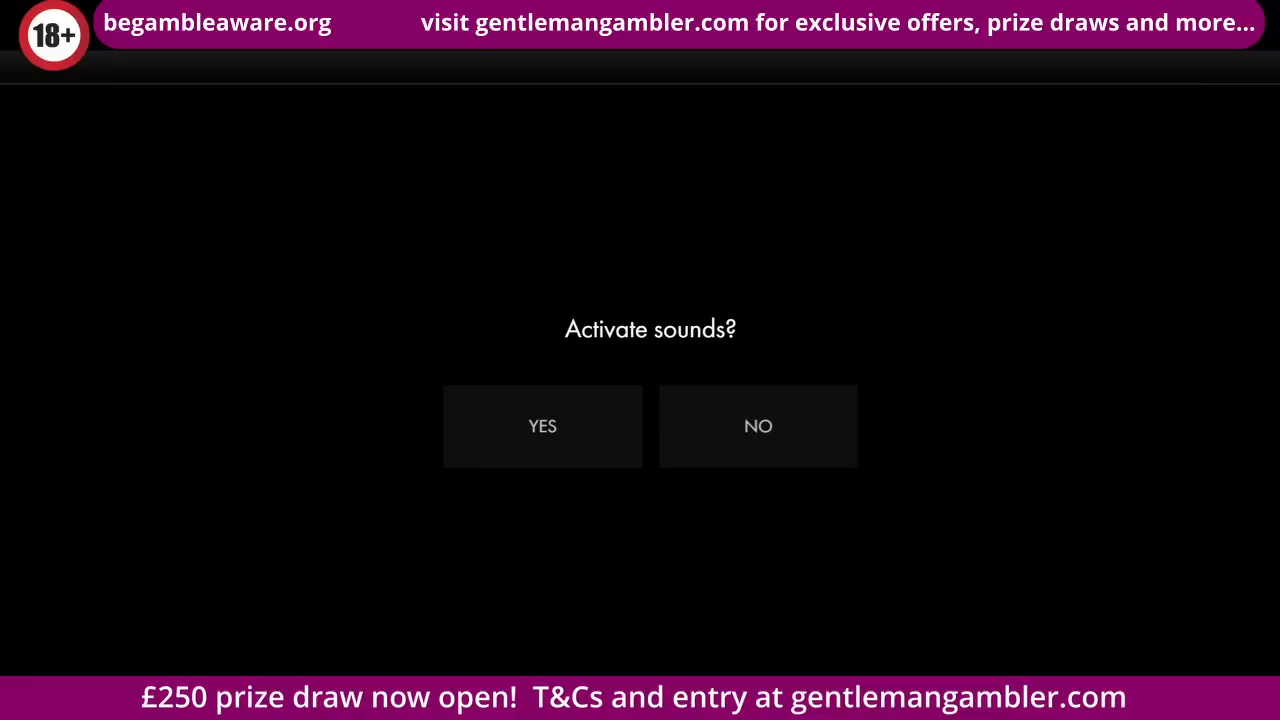 18+
begambleaware.org visit gentlemangambler.com for exclusive offers, prize draws and more...
Activate sounds?
YES NO
£250 prize draw now open! T&Cs and entry at gentlemangambler.com